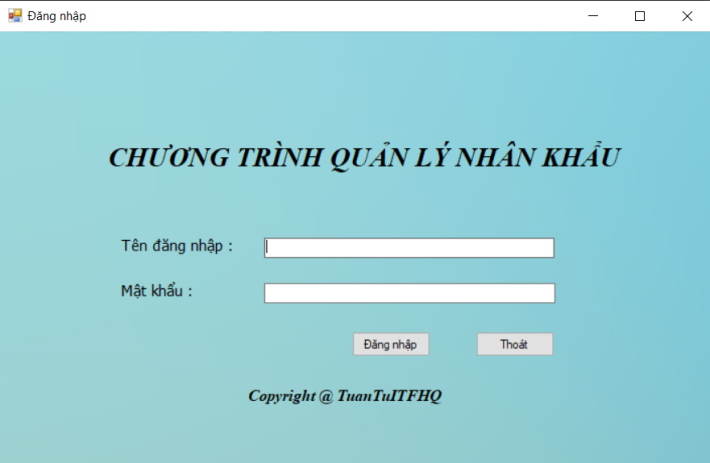 Đăng nhập
CHƯƠNG TRÌNH QUẢN LÝ NHÂN KHẨU
Tên đăng nhập :
Mật khẩu :
Đăng nhập
Thoát
Copyright @ TuanTuITFHQ